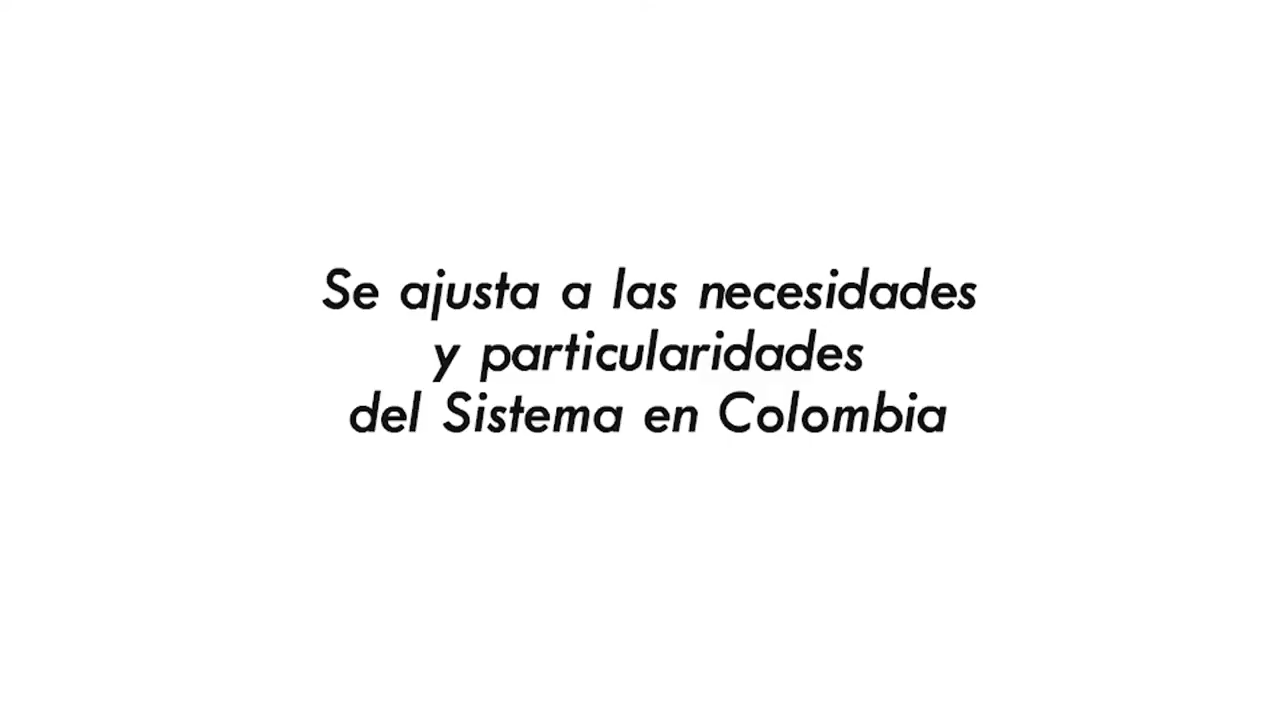 Se ajusta a las necesidades
y particularidades
del Sistema en Colombia